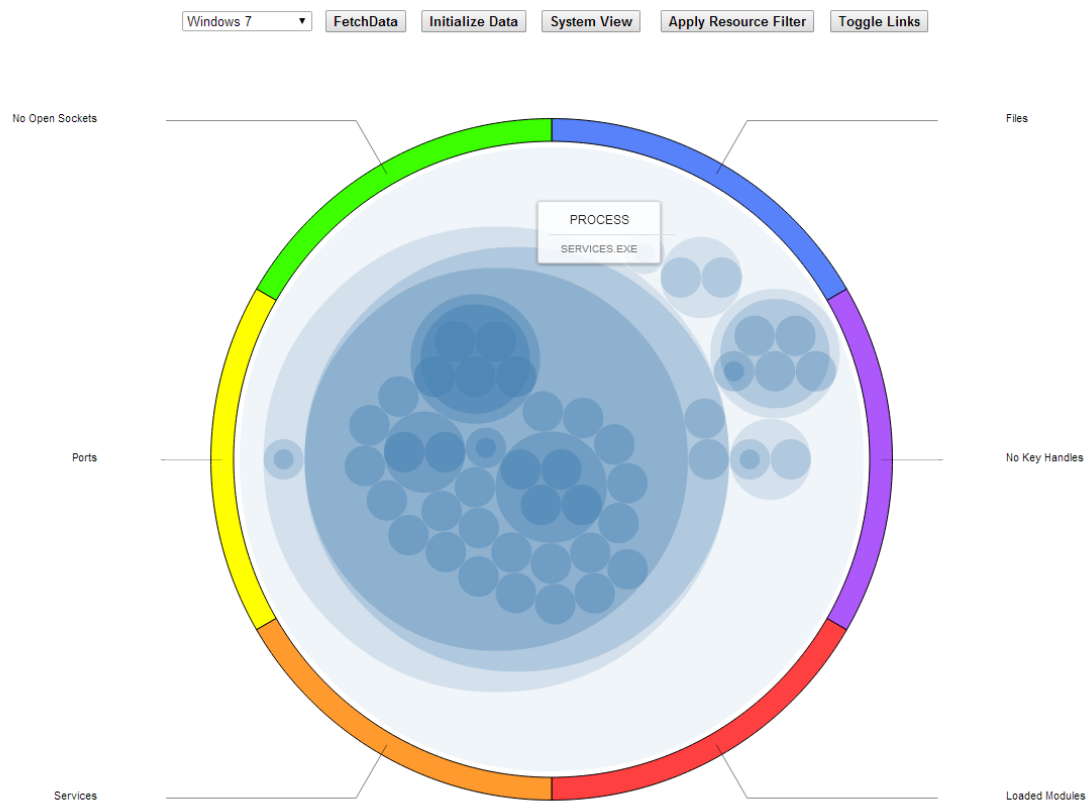 Windows 7 FetchData Initialize Data System View Apply Resource Filter Toggle Links
No Open Sockets
Files
PROCESS
SERVICES.EXE
Ports
No Key Handles
Services
Loaded Modules